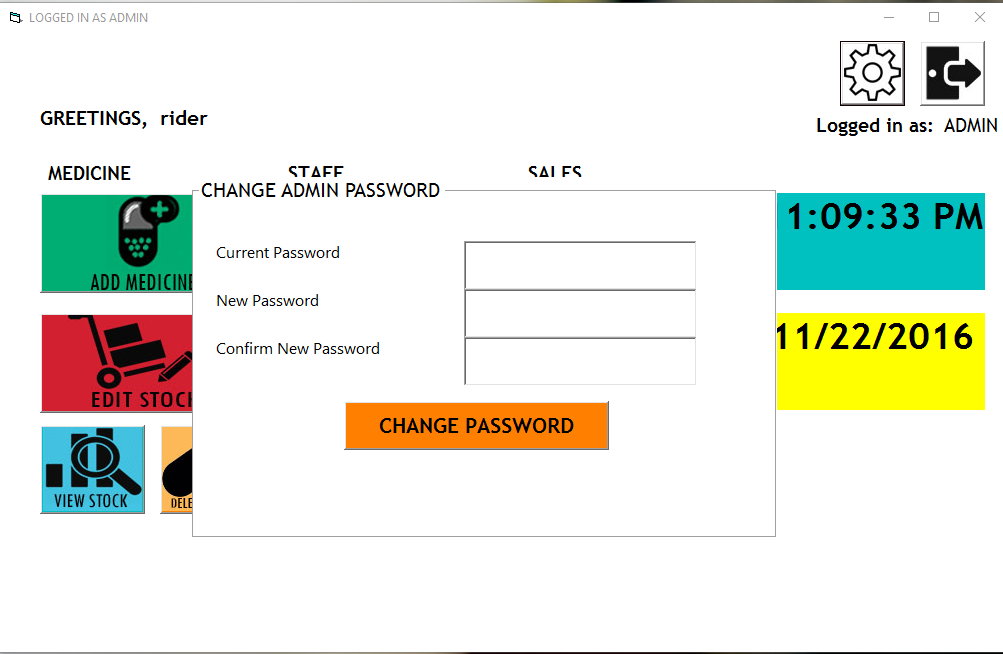 LOGGED IN AS ADMIN
GREETINGS, rider
Logged in as: ADMIN
MEDICINE STAFF SALES
CHANGE ADMIN PASSWORD
ADD MEDICINE
1:09:33 PM
Current Password
New Password
Confirm New Password
EDIT STOCK
11/22/2016
CHANGE PASSWORD
VIEW STOCK
DELE